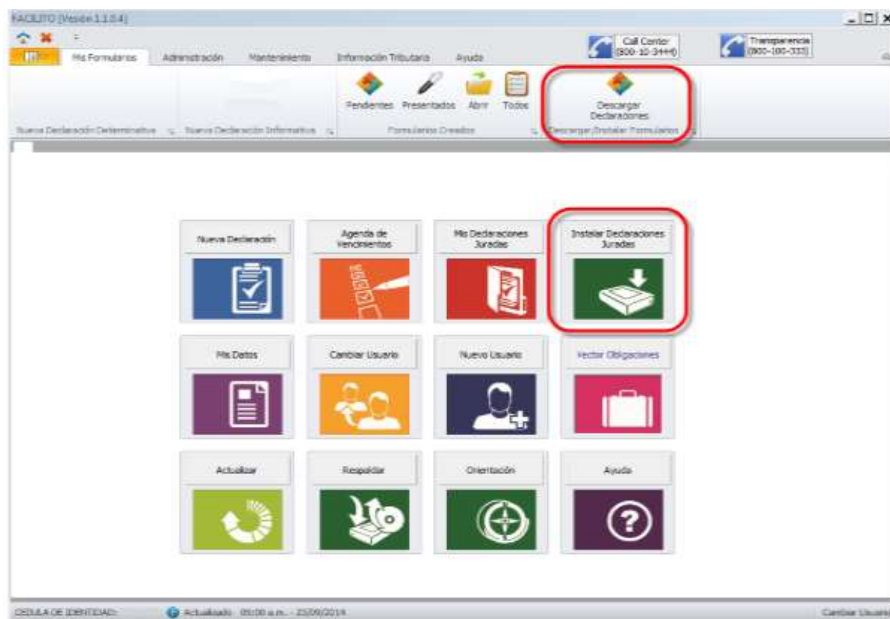 FACILITO [Versión 3.1.0.4]
Call Center
(800-10-3444)
Transparencia
(800-100-333)
Mis Formularios Administración Mantenimiento Información Tributaria Ayuda
Pendientes Presentados Abrir Todos
Descargar
Declaraciones
Nueva Declaración Determinativa Nueva Declaración Informativa Formularios Creados Descargar/Instalar Formularios
Nueva Declaración
Agenda de
Vencimientos
Mis Declaraciones
Juradas
Instalar Declaraciones
Juradas
Mis Datos
Cambiar Usuario
Nuevo Usuario
Vector Obligaciones
Actualizar
Respaldar
Orientación
Ayuda
CEDULA DE IDENTIDAD: Actualizado 09:00 a.m. - 23/09/2014 Cambiar Usuario